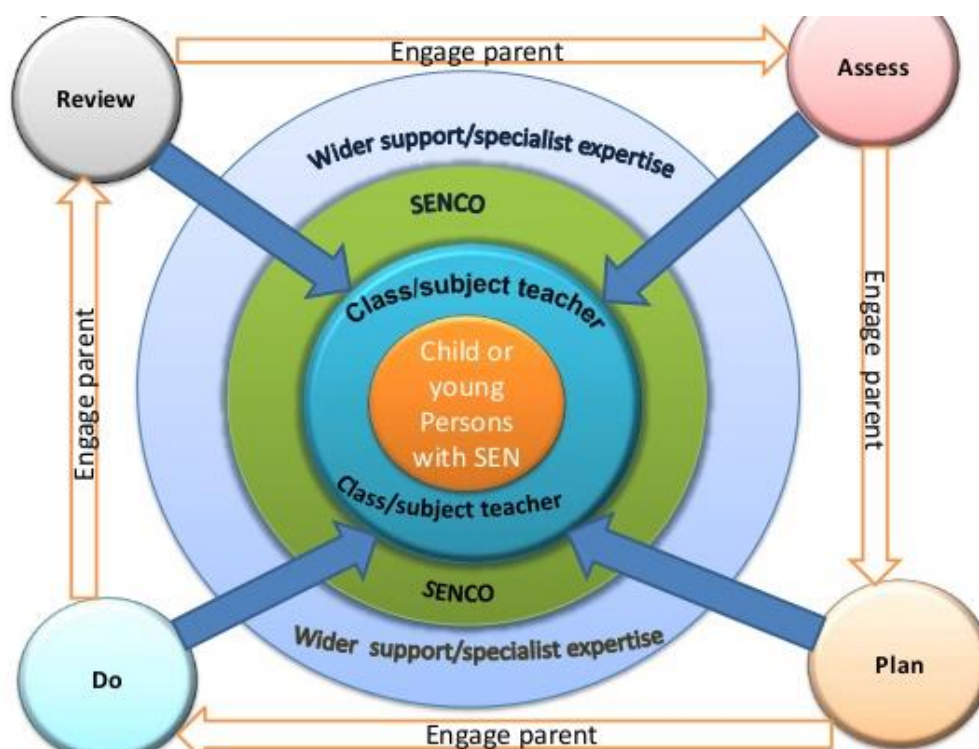 Engage parent
Review
Assess
Wider support/specialist expertise
SENCO
Class/subject teacher
Child or
young
Persons
with SEN
Engage parent
Engage parent
Class/subject teacher
SENCO
Wider support/specialist expertise
Do
Plan
Engage parent